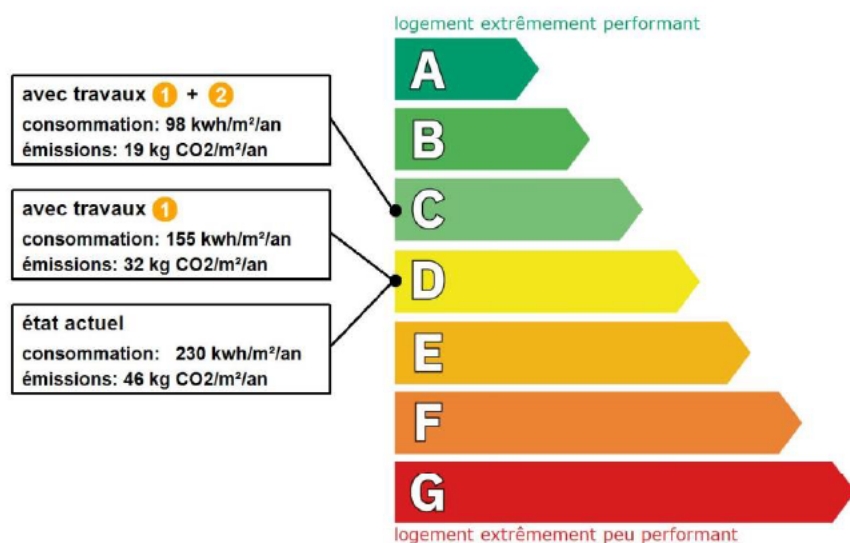 logement extrêmement performant
avec travaux 1 + 2
consommation: 98 kwh/m²/an
émissions: 19 kg CO2/m²/an
avec travaux 1
consommation: 155 kwh/m²/an
émissions: 32 kg CO2/m²/an
état actuel
consommation: 230 kwh/m²/an
émissions: 46 kg CO2/m²/an
A
B
C
D
E
F
G
logement extrêmement peu performant